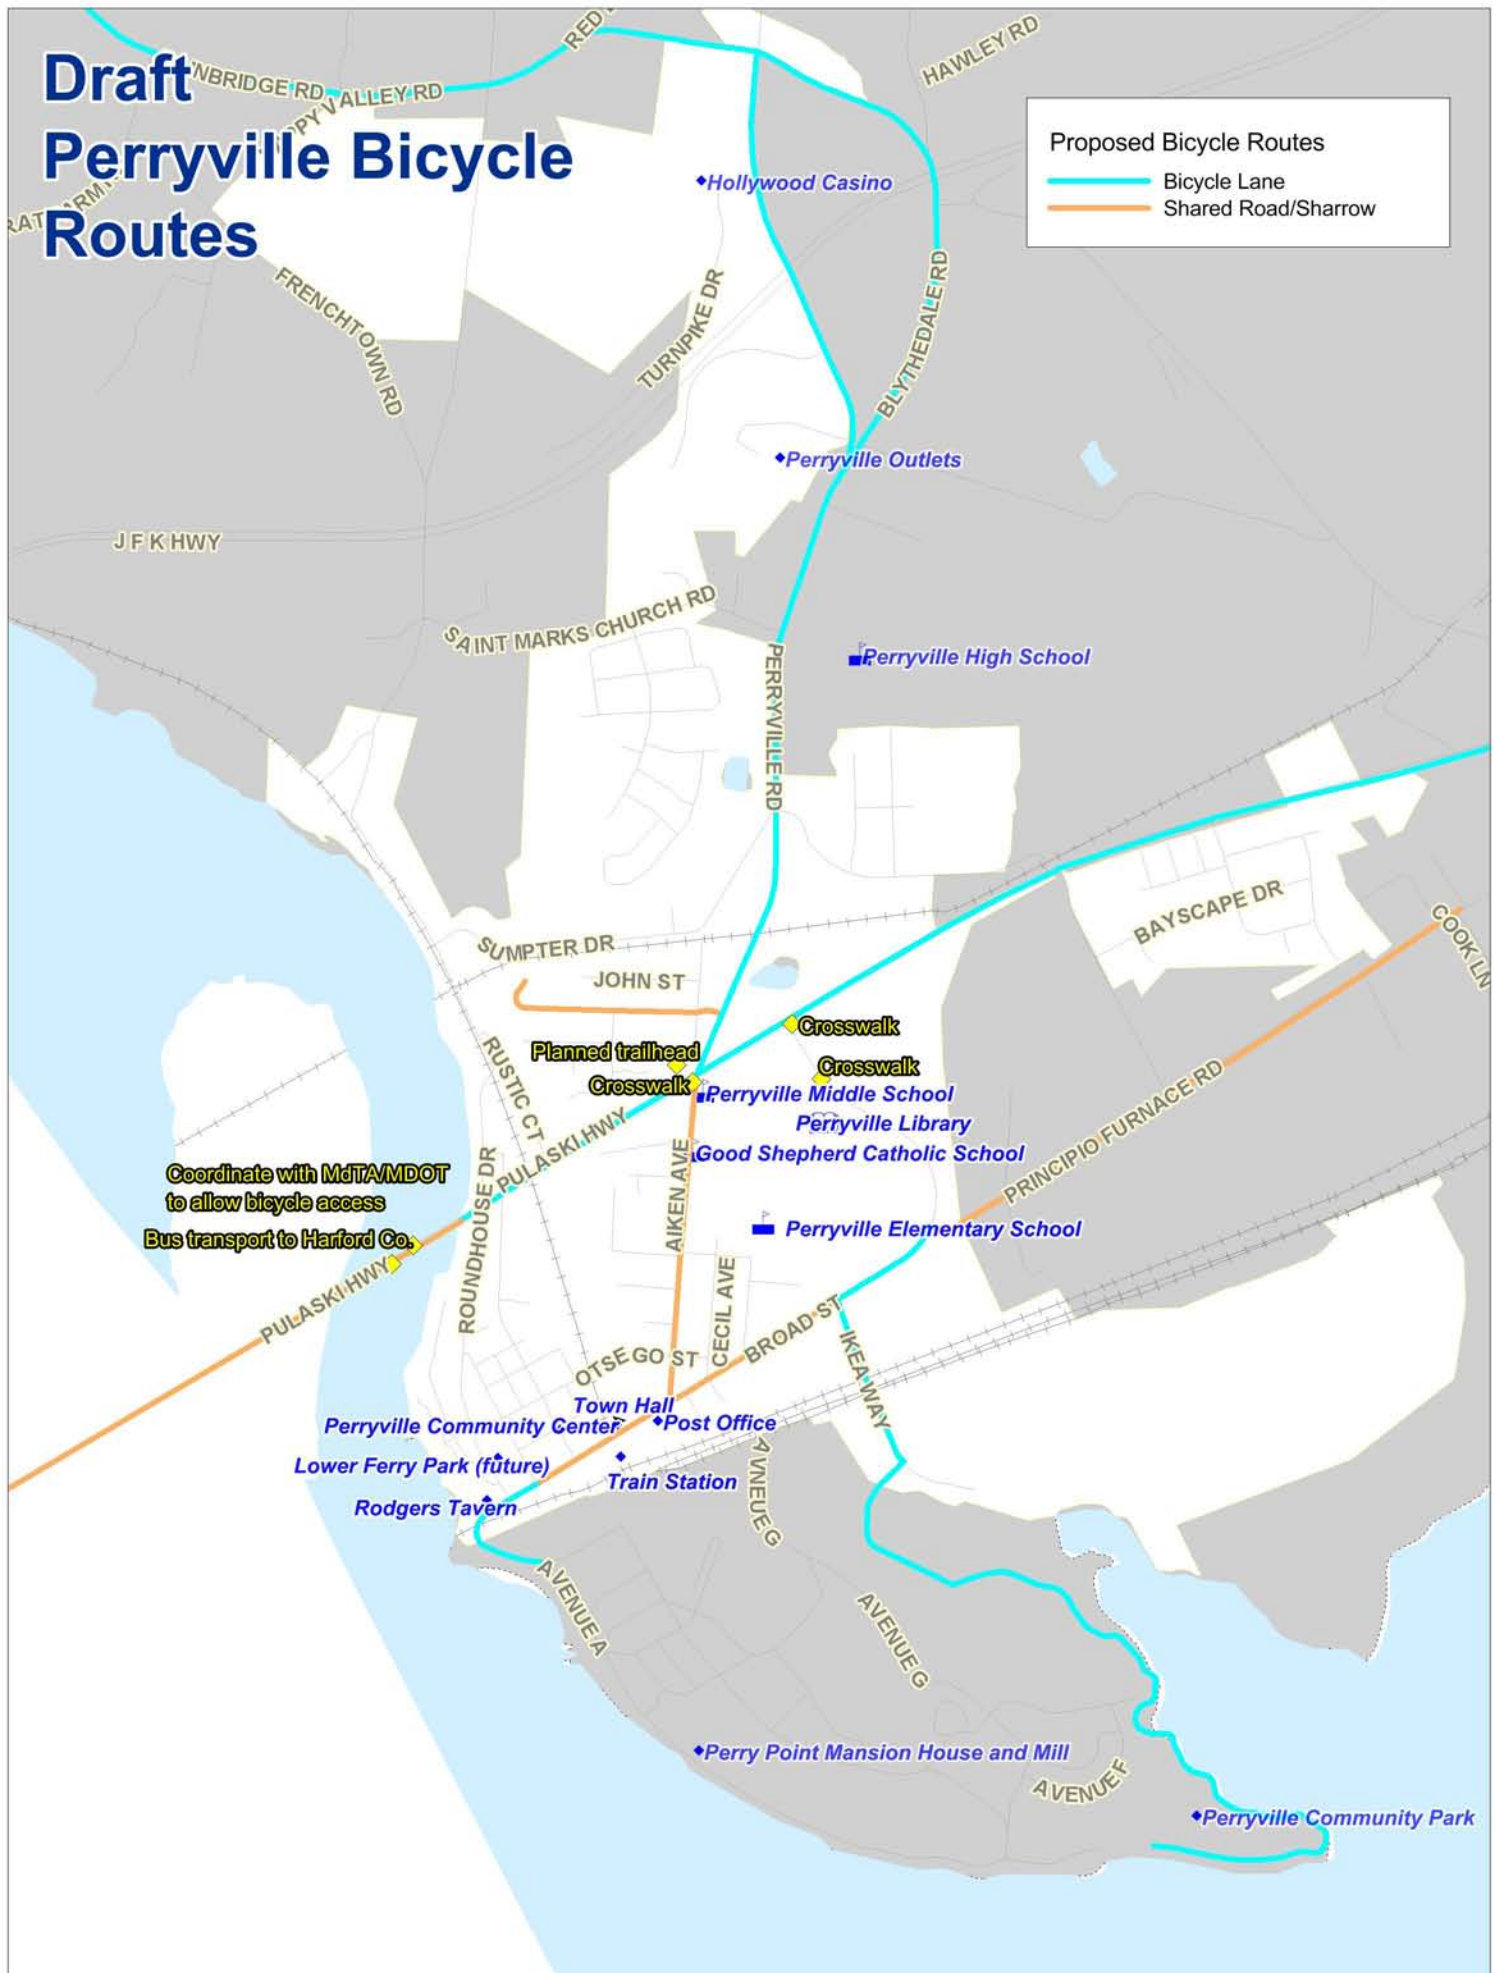 Draft
Perryville Bicycle
Routes
HAWLEY RD
VALLEY RD
Proposed Bicycle Routes
Bicycle Lane
Shared Road/Sharrow
Hollywood Casino
FRENCHTOWN RD
TURNPIKE DR
BLYTHEDALE RD
Perryville Outlets
J F K HWY
SAINT MARKS CHURCH RD
PERRYVILLE RD
Perryville High School
BAYSCAPE DR
COOK LN
SUMPTER DR
JOHN ST
Crosswalk
Planned trailhead
Crosswalk
Crosswalk
RUSTIC CT
Perryville Middle School
Perryville Library
PULASKI HWY
Good Shepherd Catholic School
PRINCIPIO FURNACE RD
Coordinate with MdTA/MDOT
to allow bicycle access
Bus transport to Harford Co.
AIKEN AVE
ROUNDHOUSE DR
Perryville Elementary School
PULASKI HWY
CECIL AVE
BROAD ST
IKEA WAY
OTSEGO ST
Town Hall
Perryville Community Center
Post Office
Lower Ferry Park (future)
Train Station
Rodgers Tavern
AVNEUE G
AVENUE A
AVENUE G
Perry Point Mansion House and Mill
AVENUE F
Perryville Community Park